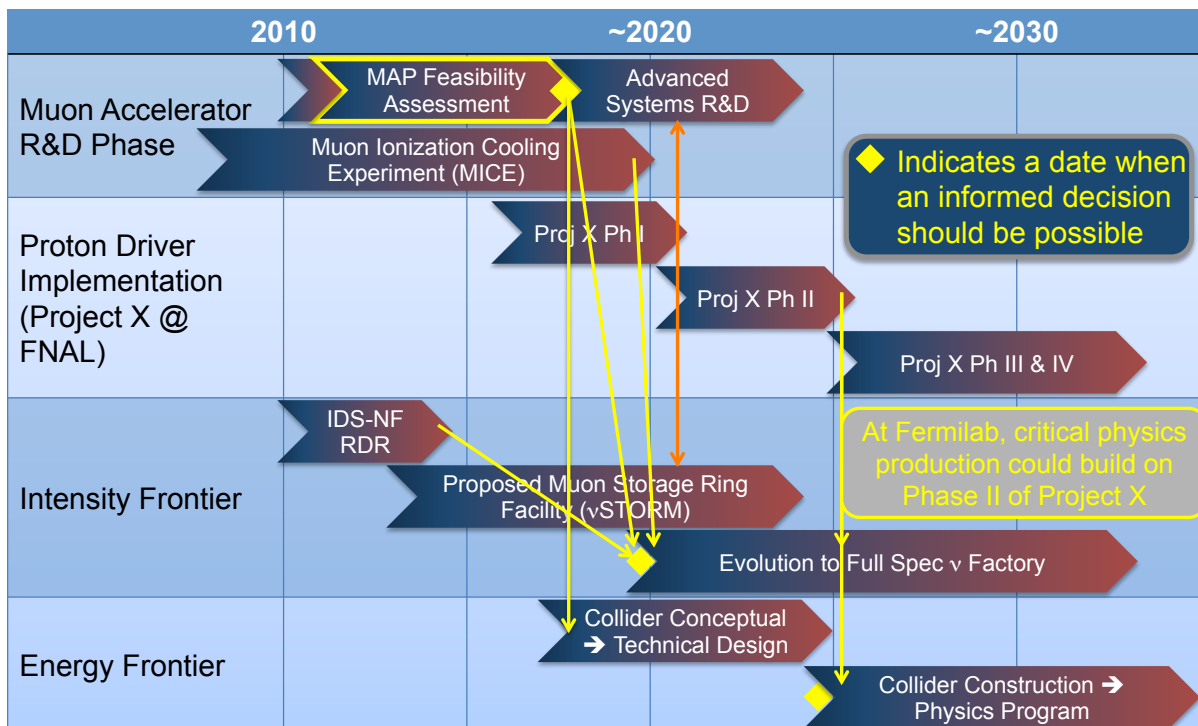 2010
~2020
~2030
Muon Accelerator
R&D Phase
MAP Feasibility
Assessment
Advanced
Systems R&D
Muon Ionization Cooling
Experiment (MICE)
Indicates a date when
an informed decision
should be possible
Proton Driver
Implementation
(Project X @
FNAL)
Proj X Ph I
Proj X Ph II
Proj X Ph III & IV
At Fermilab, critical physics
production could build on
Phase II of Project X
Intensity Frontier
IDS-NF
RDR
Proposed Muon Storage Ring
Facility (νSTORM)
Evolution to Full Spec ν Factory
Energy Frontier
Collider Conceptual
➔ Technical Design
Collider Construction ➔
Physics Program